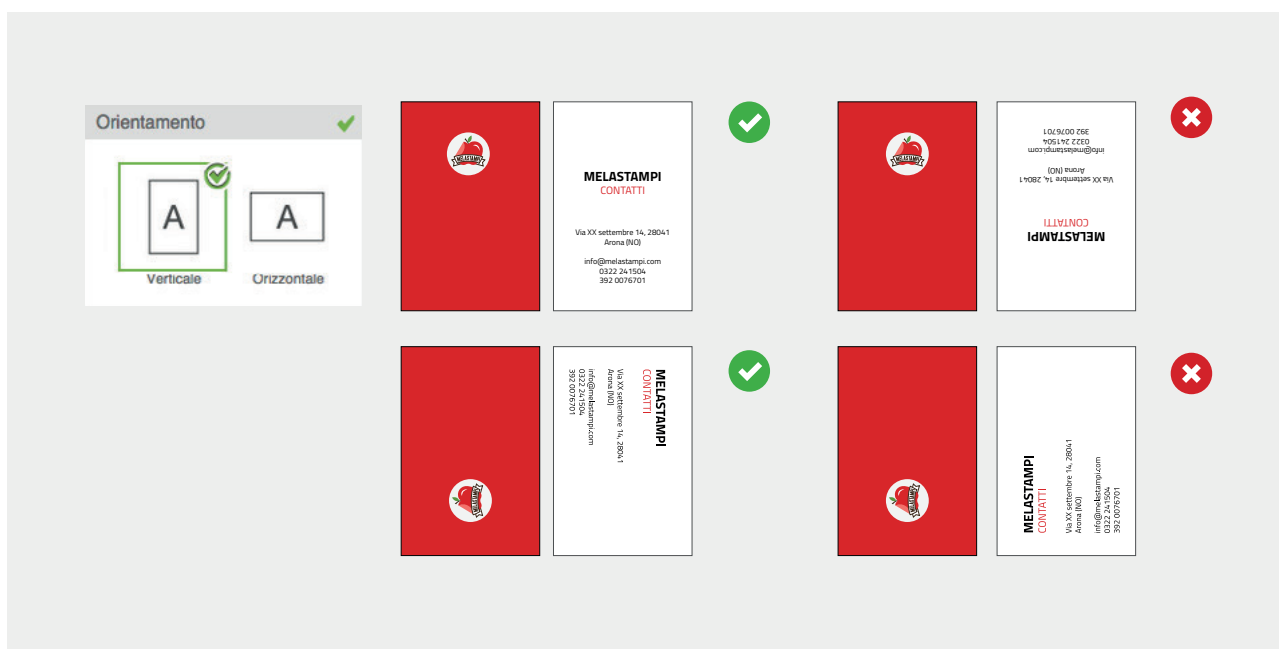 Orientamento
A
A
Verticale
Orizzontale
MELASTAMPI
MELASTAMPI
CONTATTI
Via XX settembre 14, 28041
Arona (NO)
info@melastampi.com
0322 241504
392 0076701
MELASTAMPI
MELASTAMPI
CONTATTI
Via XX settembre 14, 28041
Arona (NO)
info@melastampi.com
0322 241504
392 0076701
MELASTAMPI
MELASTAMPI
CONTATTI
Via XX settembre 14, 28041
Arona (NO)
info@melastampi.com
0322 241504
392 0076701
MELASTAMPI
MELASTAMPI
CONTATTI
Via XX settembre 14, 28041
Arona (NO)
info@melastampi.com
0322 241504
392 0076701